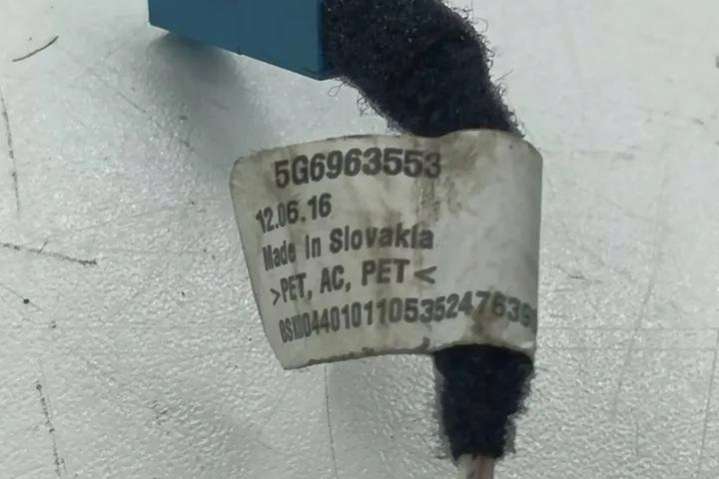 5G6963553
12.06.16
Made in Slovakia
>PET, AC, PET<